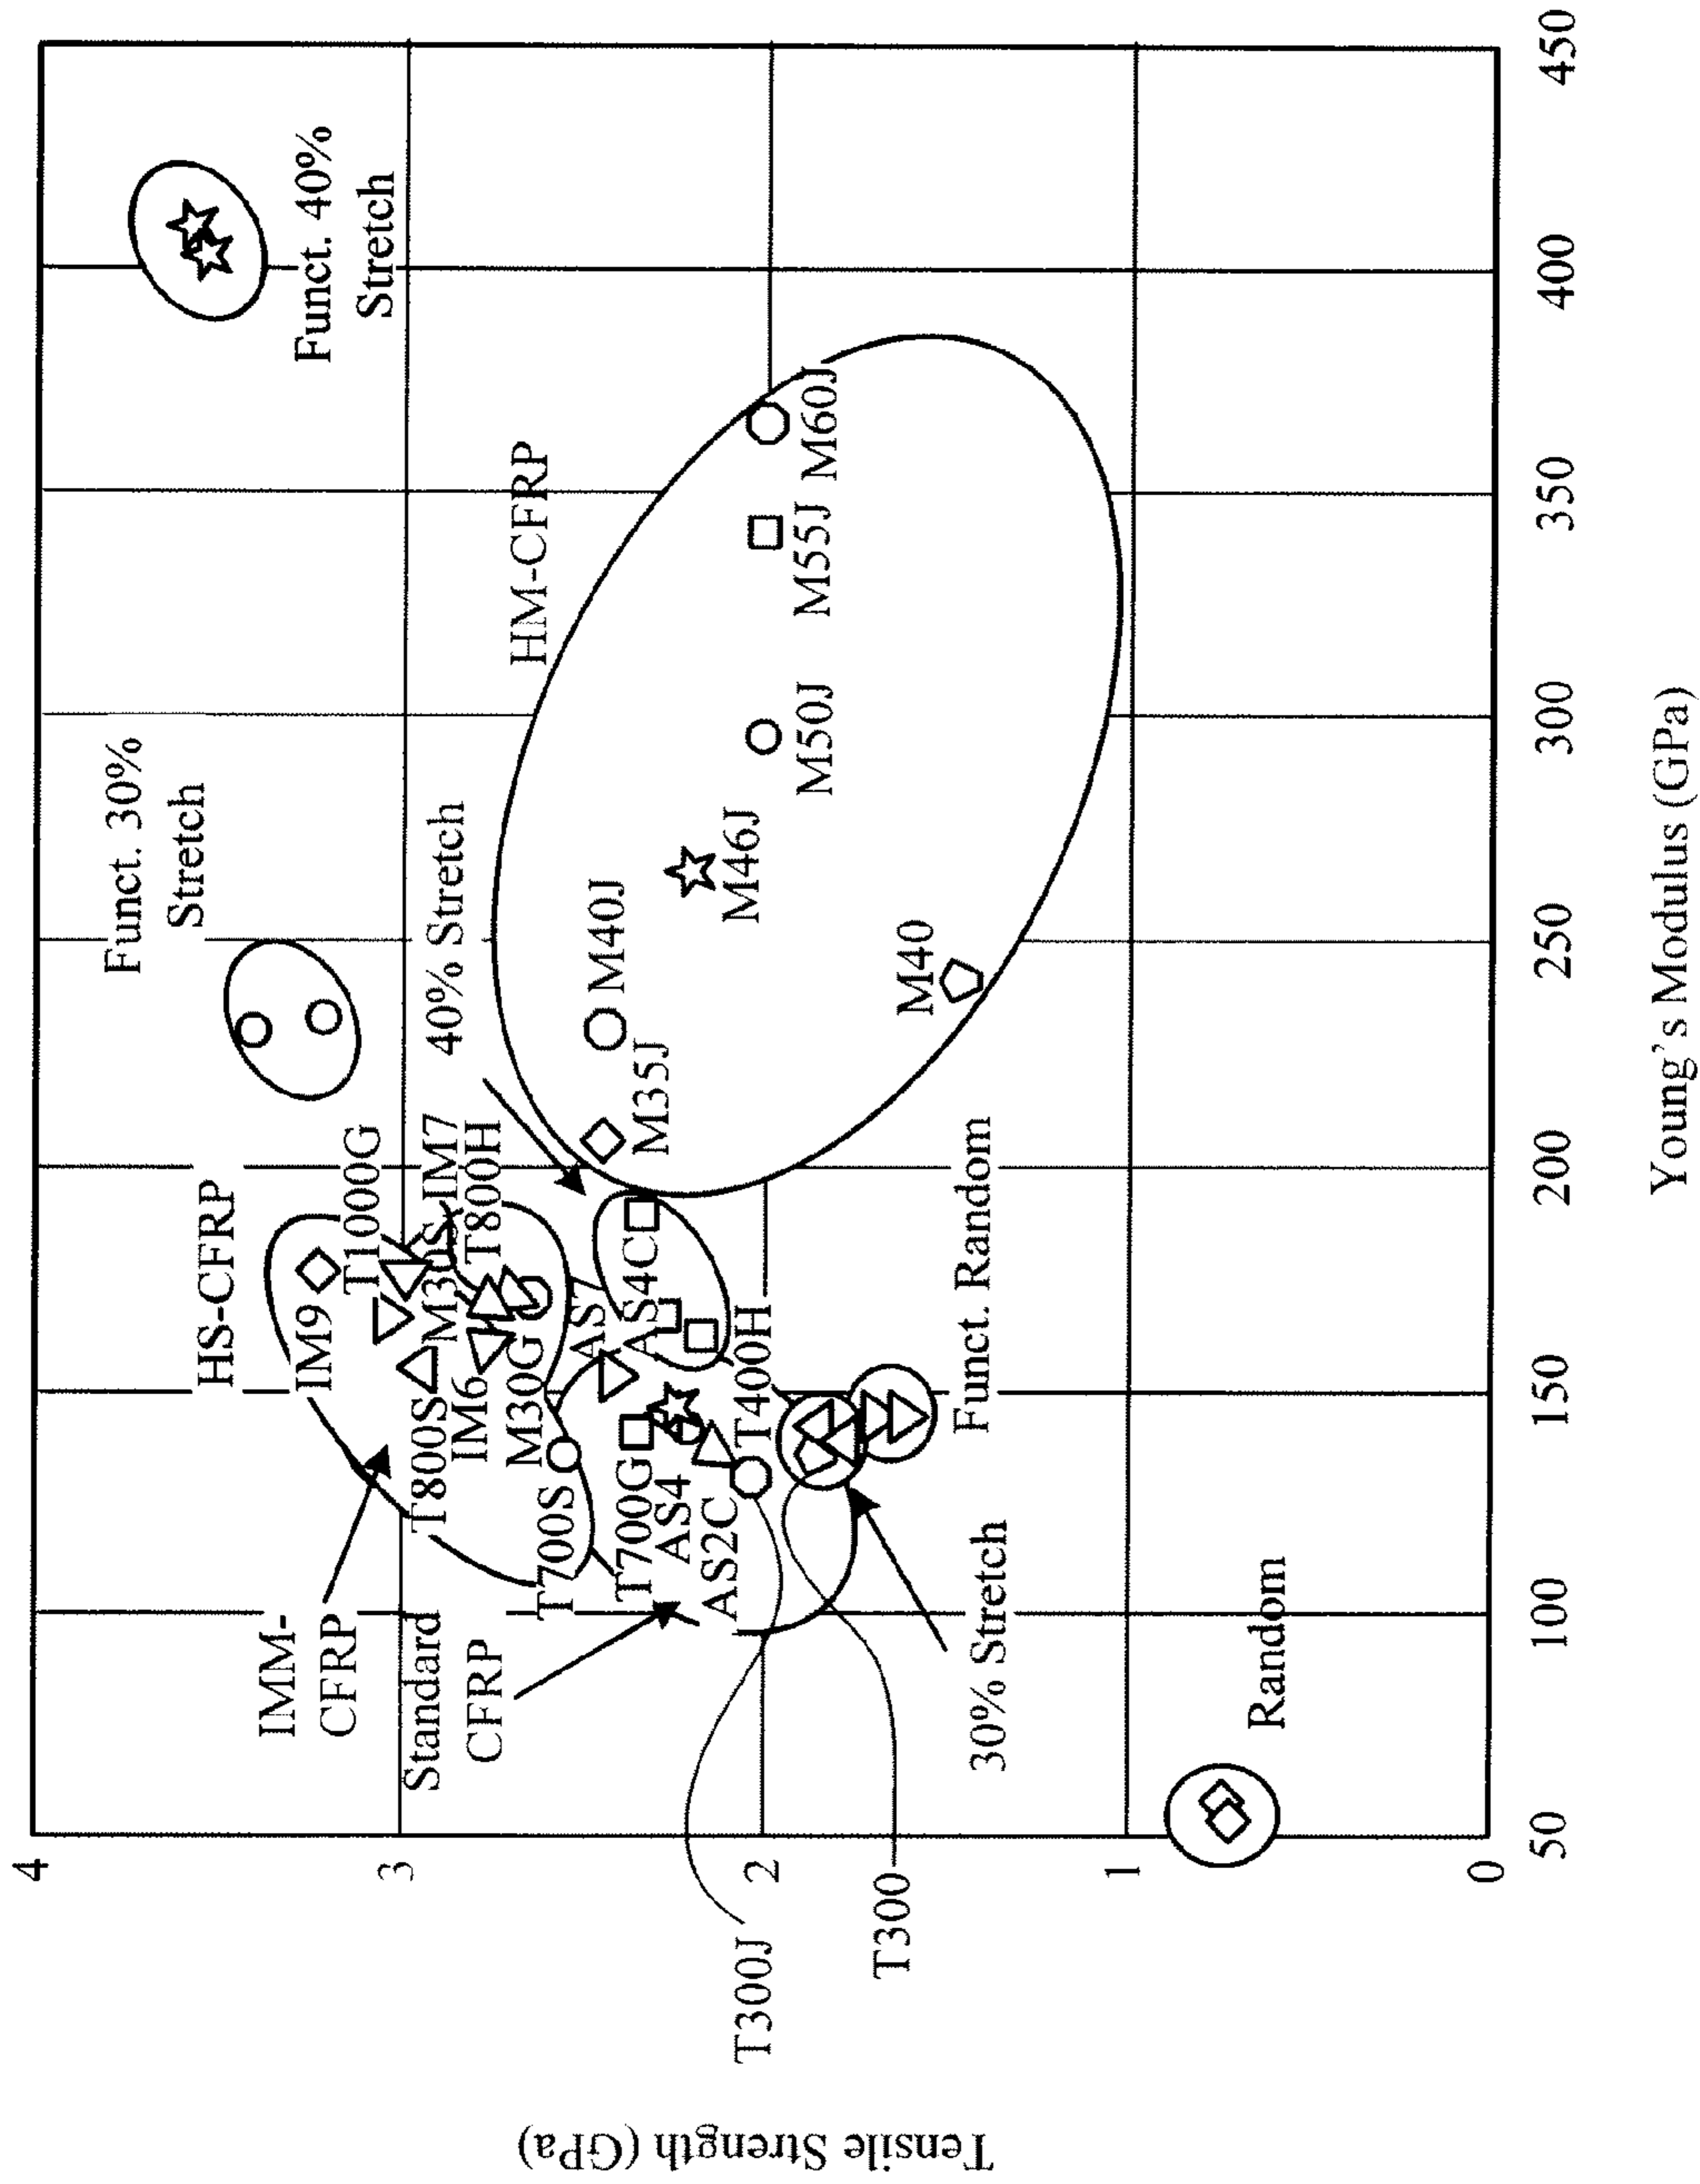 Tensile Strength (GPa)
4
3
2
1
0
50
100
150
200
250
300
350
400
450
Young's Modulus (GPa)
Funct. 40%
Stretch
Funct. 30%
Stretch
HM-CFRP
40% Stretch
HS-CFRP
IMM-
CFRP
Standard
CFRP
IM9
T1000G
M30S
IM7
T800H
T800S
IM6
M30G
AS7
AS4C
T700S
T700G
AS4
AS2C
T400H
T300J
T300
M35J
M40J
M46J
M40
M50J
M55J
M60J
Funct. Random
30% Stretch
Random